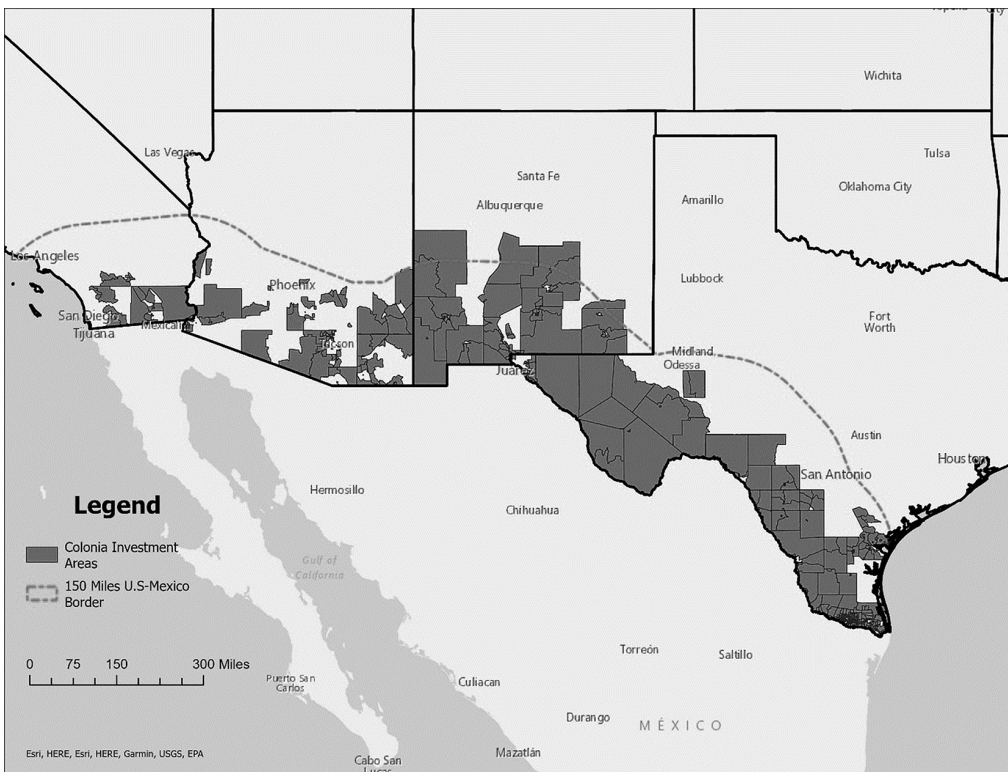 Wichita
Las Vegas
Tulsa
Santa Fe
Oklahoma City
Amarillo
Albuquerque
Los Angeles
Lubbock
Phoenix
San Diego
Mexicali
Fort
Worth
Tijuana
Tucson
Midland
Odessa
Juárez
Austin
Houston
San Antonio
Hermosillo
Chihuahua
Legend
Colonia Investment
Areas
150 Miles U.S-Mexico
Border
Gulf of
California
0 75 150 300 Miles
Torreón
Saltillo
Puerto San
Carlos
Culiacan
Durango
MÉXICO
Mazatlán
Esri, HERE, Esri, HERE, Garmin, USGS, EPA
Cabo San
Lucas